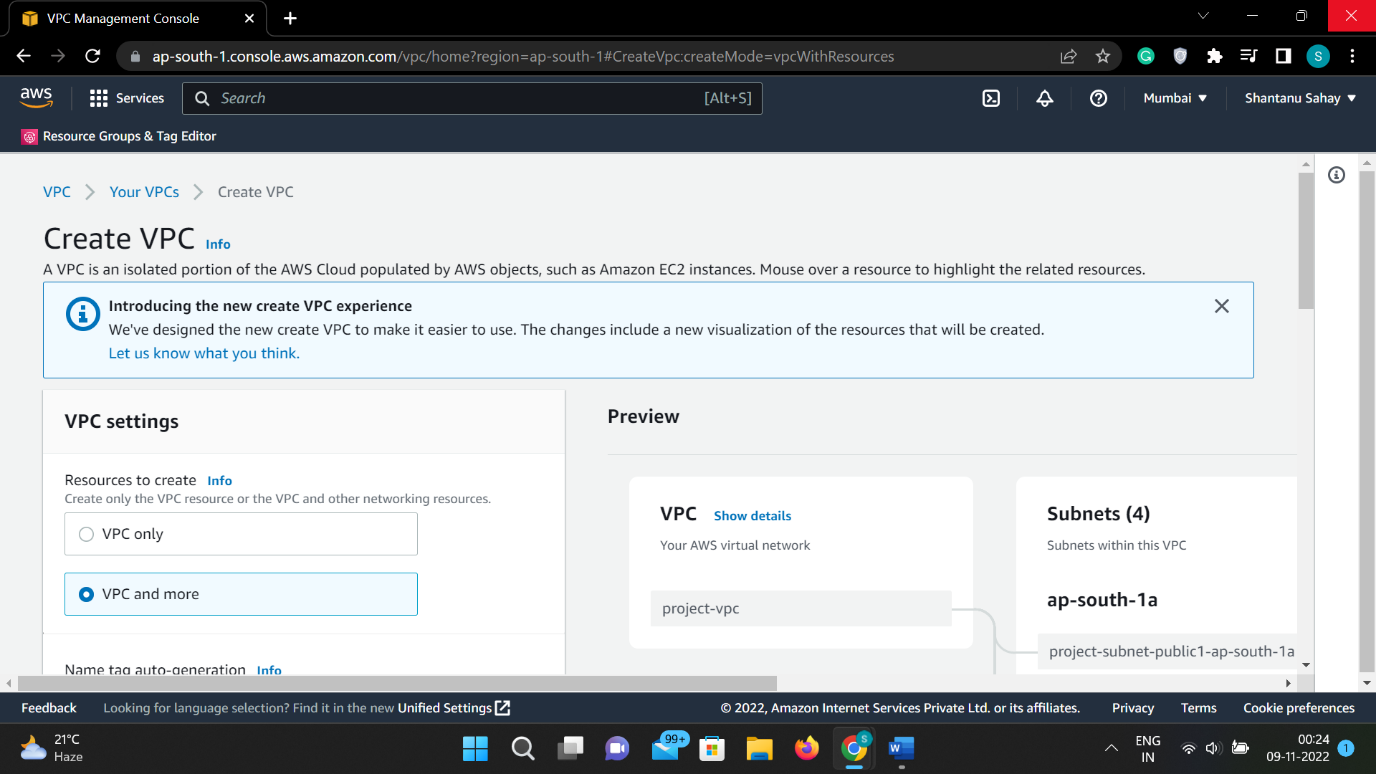 VPC Management Console
ap-south-1.console.aws.amazon.com/vpc/home?region=ap-south-1#CreateVpc:createMode=vpcWithResources
S
aws
Services
Search
[Alt+S]
Mumbai
Shantanu Sahay
Resource Groups & Tag Editor
VPC
Your VPCs
Create VPC
Create VPC Info
A VPC is an isolated portion of the AWS Cloud populated by AWS objects, such as Amazon EC2 instances. Mouse over a resource to highlight the related resources.
Introducing the new create VPC experience
We've designed the new create VPC to make it easier to use. The changes include a new visualization of the resources that will be created.
Let us know what you think.
VPC settings
Resources to create Info
Create only the VPC resource or the VPC and other networking resources.
VPC only
VPC and more
Name tag auto-generation Info
Preview
VPC Show details
Your AWS virtual network
project-vpc
Subnets (4)
Subnets within this VPC
ap-south-1a
project-subnet-public1-ap-south-1a
Feedback
Looking for language selection? Find it in the new Unified Settings
© 2022, Amazon Internet Services Private Ltd. or its affiliates.
Privacy
Terms
Cookie preferences
21°C
Haze
99+
S
W
ENG
IN
00:24
09-11-2022
1